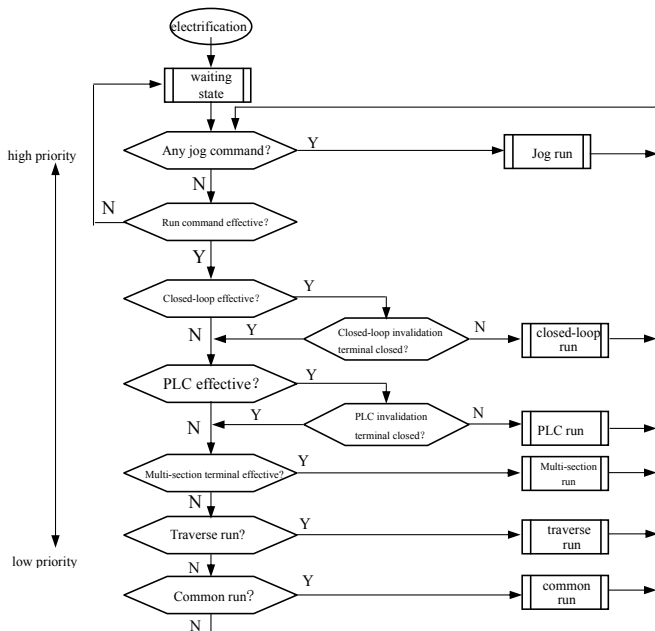 electrification
waiting
state
Any jog command?
Y
Jog run
high priority
N
N
Run command effective?
Y
Closed-loop effective?
Y
N
Y
Closed-loop invalidation
terminal closed?
N
closed-loop
run
PLC effective?
Y
N
Y
PLC invalidation
terminal closed?
N
PLC run
Multi-section terminal effective?
Y
Multi-section
run
N
Traverse run?
Y
traverse
run
low priority
N
Common run?
Y
common
run
N